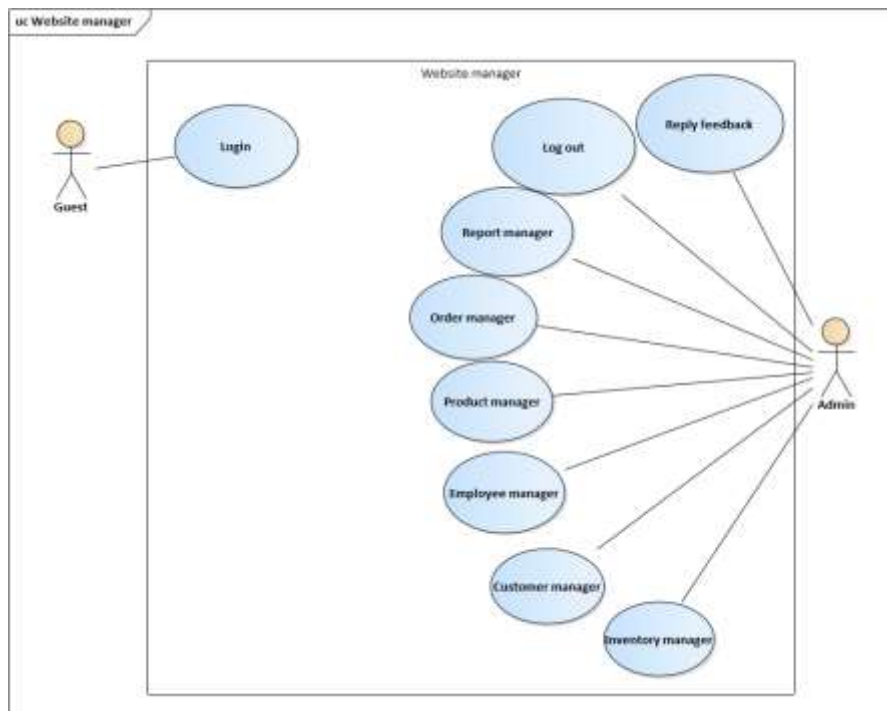 uc Website manager
Website manager
Reply feedback
Login
Log out
Guest
Report manager
Order manager
Admin
Product manager
Employee manager
Customer manager
Inventory manager